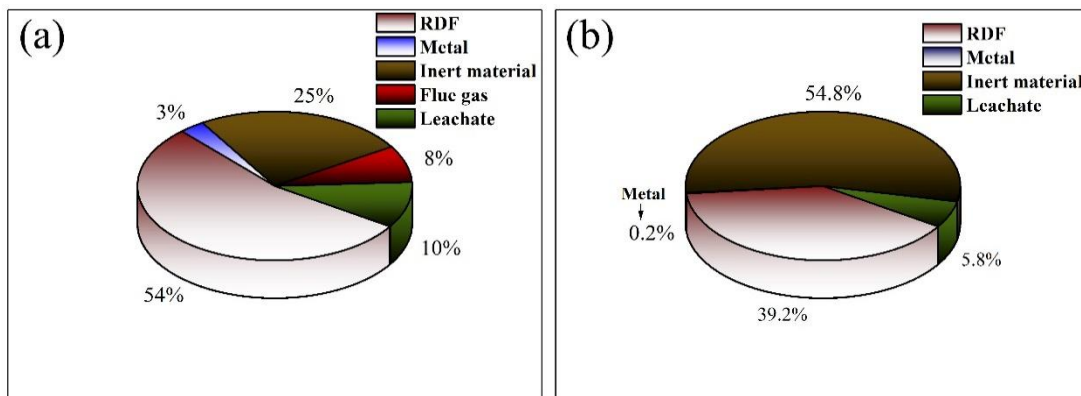 (a)
RDF
Metal
Inert material
Flue gas
Leachate
3%
25%
8%
10%
54%
(b)
RDF
Metal
Inert material
Leachate
54.8%
Metal
0.2%
5.8%
39.2%